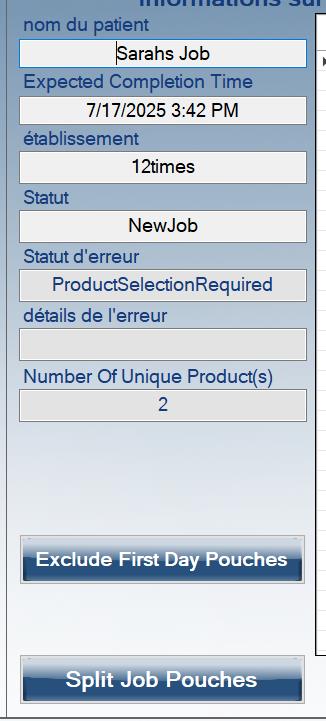 Informations sur
nom du patient
Sarahs Job
Expected Completion Time
7/17/2025 3:42 PM
établissement
12times
Statut
NewJob
Statut d'erreur
ProductSelectionRequired
détails de l'erreur
Number Of Unique Product(s)
2
Exclude First Day Pouches
Split Job Pouches